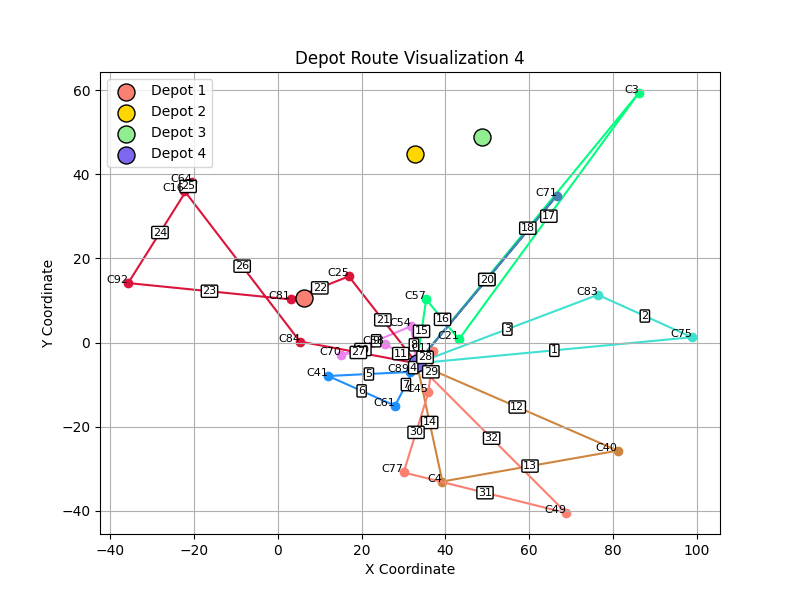 Depot Route Visualization 4
Depot 1
Depot 2
Depot 3
Depot 4
60
40
20
0
−20
−40
−40
−20
0
20
40
60
80
100
X Coordinate
Y Coordinate
C3
C64
C16
25
C71
17
18
24
26
20
C92
23
C81
22
C25
C83
C57
21
16
C54
15
3
2
C84
C75
C21
C70
27
11
28
1
C89
C41
5
4
29
6
7
C61
C45
14
12
30
32
C77
C4
13
C40
31
C49